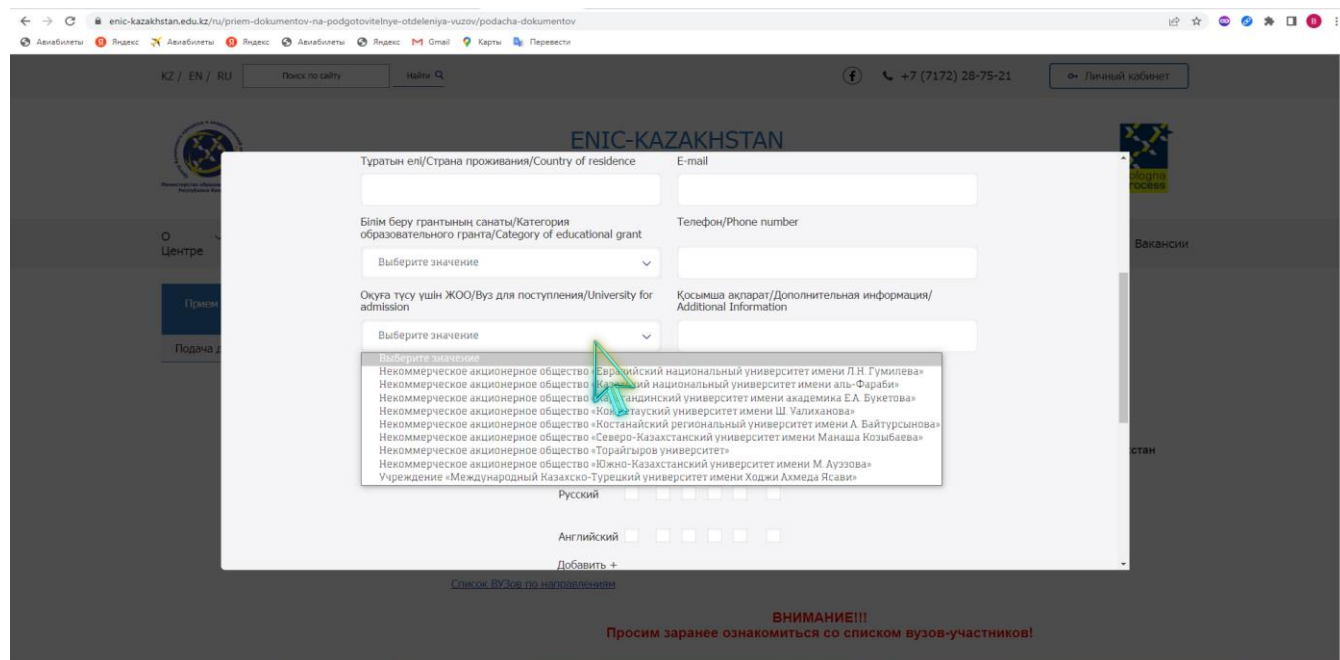 enic-kazakhstan.edu.kz/ru/priem-dokumentov-na-podgotovitelnye-otdeleniya-vuzov/podacha-dokumentov
Авиабилеты Яндекс Авиабилеты Яндекс Авиабилеты Яндекс Gmail Карты Перевести
KZ / EN / RU Поиск по сайту Найти +7 (7172) 28-75-21 Личный кабинет
ENIC-KAZAKHSTAN
Тұратын елі/Страна проживания/Country of residence E-mail
Process
Білім беру грантының санаты/Категория
образовательного гранта/Category of educational grant Телефон/Phone number
О
Центре Вакансии
Выберите значение
Оқуға түсу үшін ЖОО/Вуз для поступления/University for
admission Қосымша ақпарат/Дополнительная информация/
Additional Information
Прием
Выберите значение
Подача д
Выберите значение
Некоммерческое акционерное общество «Евразийский национальный университет имени Л.Н. Гумилева»
Некоммерческое акционерное общество национальный университет имени аль-Фараби»
Некоммерческое акционерное общество университет имени академика Е.А. Букетова»
Некоммерческое акционерное общество «Кокшетауский университет имени Ш. Уалиханова»
Некоммерческое акционерное общество «Костанайский региональный университет имени А. Байтурсынова»
Некоммерческое акционерное общество «Северо-Казахстанский университет имени Манаша Козыбаева»
Некоммерческое акционерное общество «Торайгыров университет»
Некоммерческое акционерное общество «Южно-Казахстанский университет имени М. Ауэзова»
Учреждение «Международный Казахско-Турецкий университет имени Ходжи Ахмеда Ясави»
стан
Русский
Английский
Добавить +
Список ВУЗов по направлениям
ВНИМАНИЕ!!!
Просим заранее ознакомиться со списком вузов-участников!